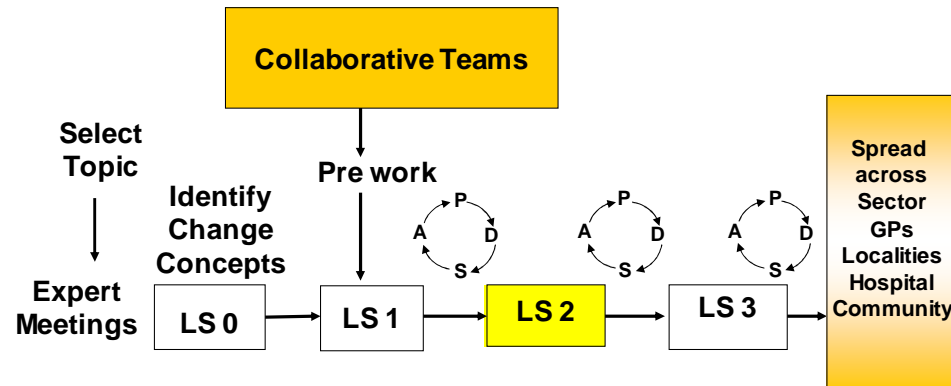 Collaborative Teams
Select
Topic
Expert
Meetings
Identify
Change
Concepts
Pre work
P
A
D
S
P
A
D
S
P
A
D
S
LS 0
LS 1
LS 2
LS 3
Spread
across
Sector
GPs
Localities
Hospital
Community